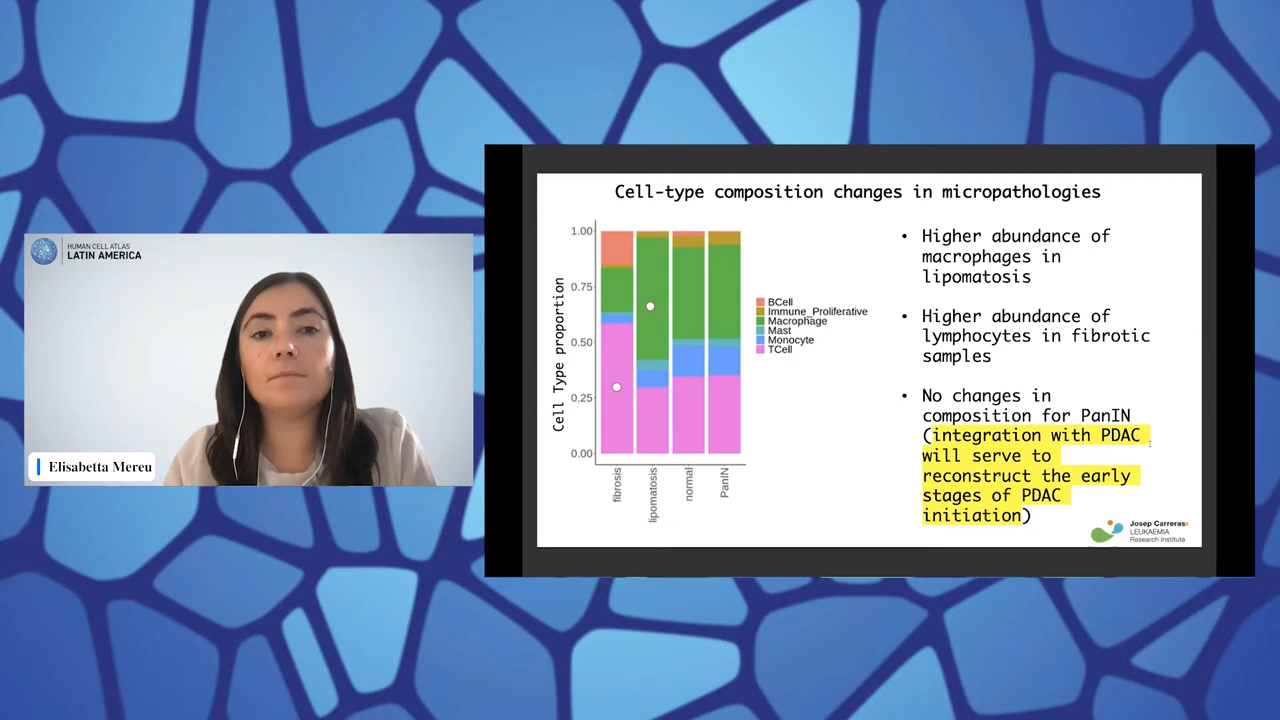 HUMAN CELL ATLAS
LATIN AMERICA
Elisabetta Mereu
Cell-type composition changes in micropathologies
Cell Type proportion
1.00
0.75
0.50
0.25
0.00
fibrosis
lipomatosis
normal
PanIN
BCell
Immune_Proliferative
Macrophage
Mast
Monocyte
TCell
• Higher abundance of
macrophages in
lipomatosis
• Higher abundance of
lymphocytes in fibrotic
samples
• No changes in
composition for PanIN
(integration with PDAC
will serve to
reconstruct the early
stages of PDAC
initiation)
Josep Carreras
LEUKAEMIA
Research Institute